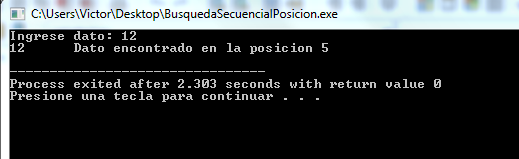 C:\Users\Victor\Desktop\BusquedaSecuencialPosicion.exe
Ingrese dato: 12
12      Dato encontrado en la posicion 5
--------------------------------
Process exited after 2.303 seconds with return value 0
Presione una tecla para continuar . . .